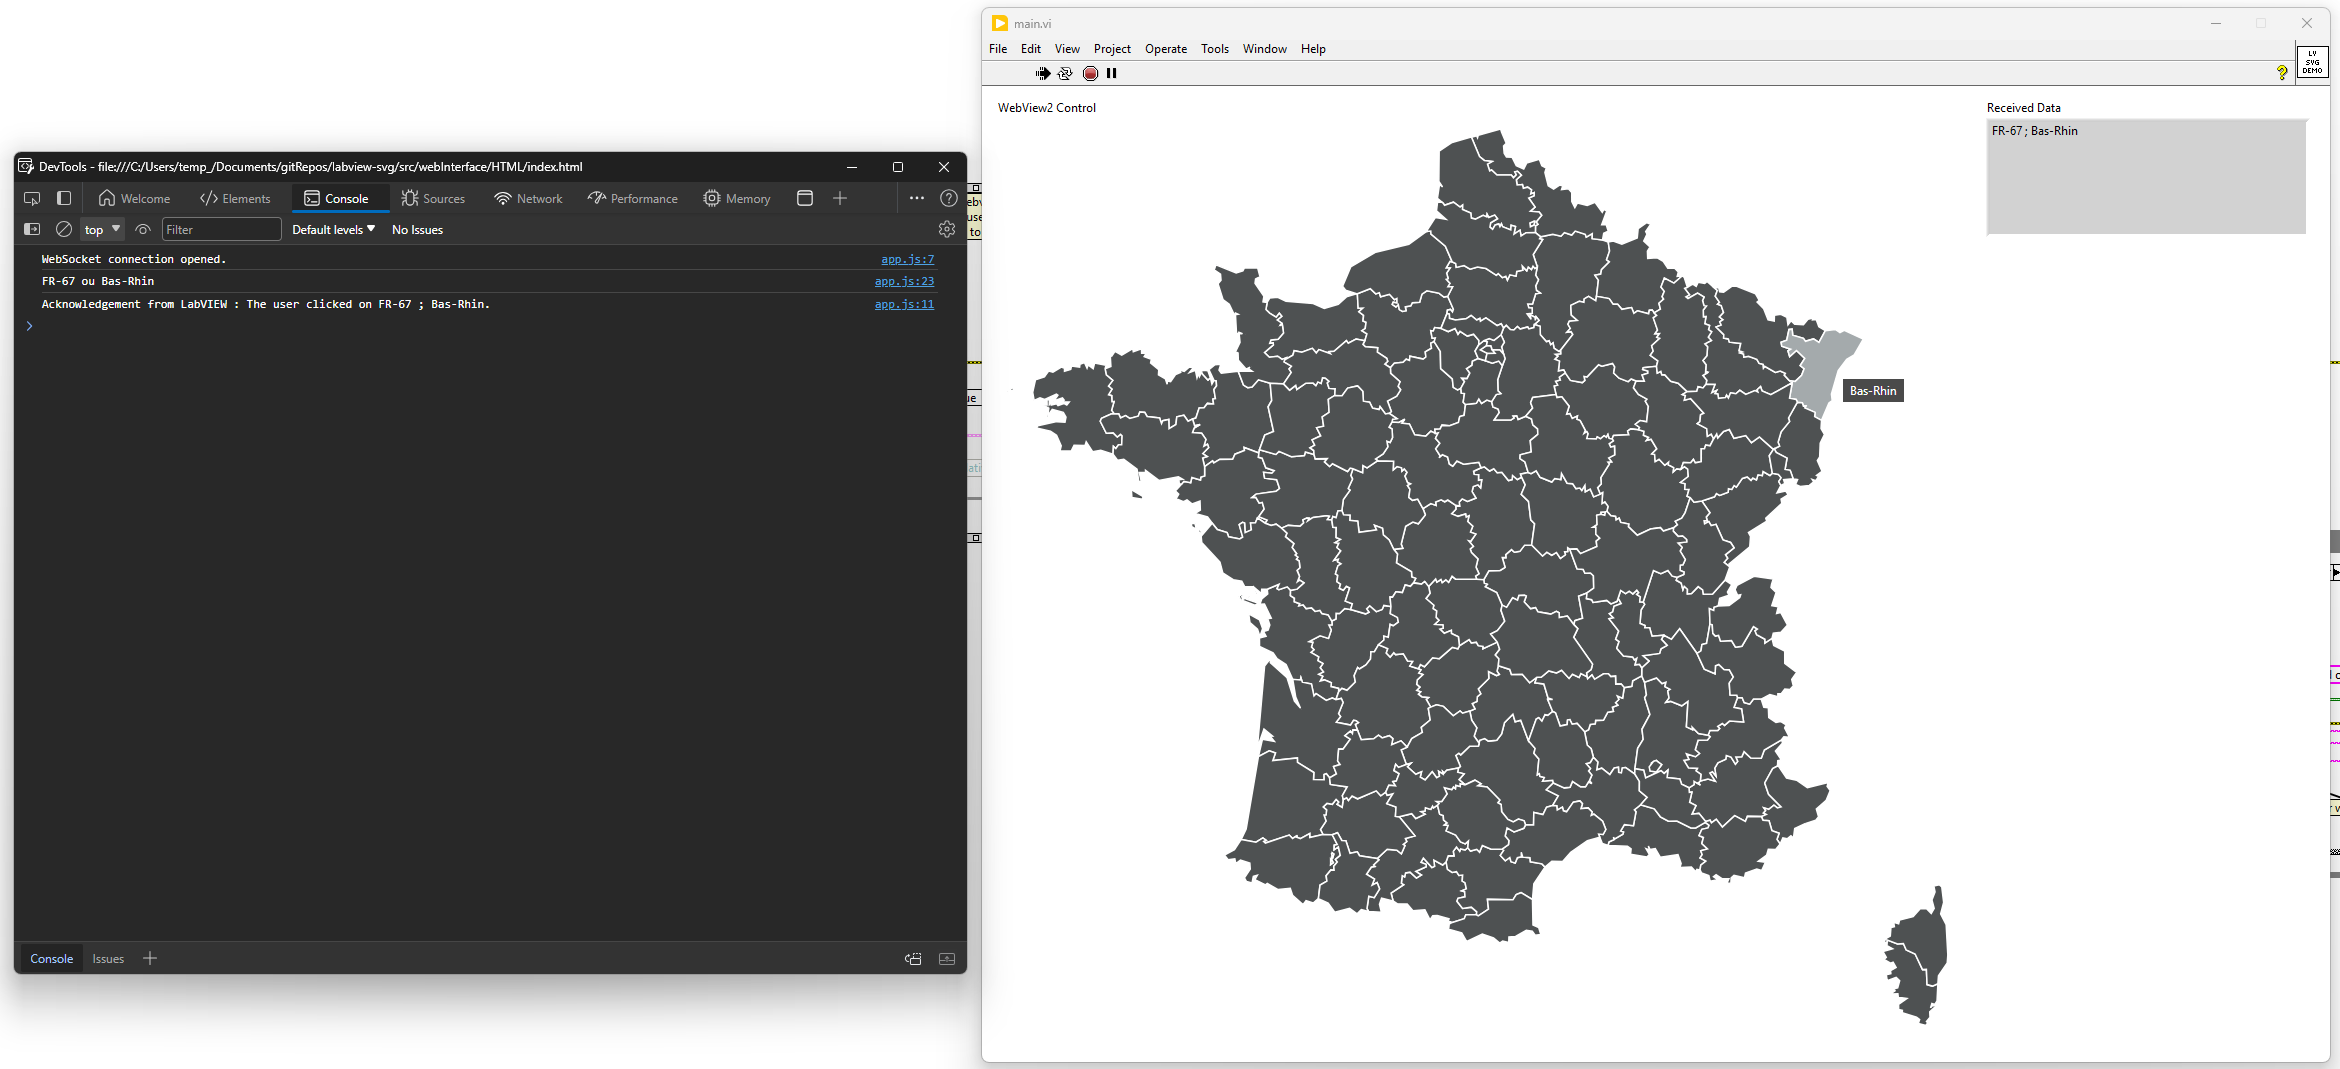 DevTools - file:///C:/Users/temp_/Documents/gitRepos/labview-svg/src/webInterface/HTML/index.html
Welcome
Elements
Console
Sources
Network
Performance
Memory
top
Filter
Default levels
No Issues
WebSocket connection opened.
app.js:7
FR-67 ou Bas-Rhin
app.js:23
Acknowledgement from LabVIEW : The user clicked on FR-67 ; Bas-Rhin.
app.js:11
Console
Issues
main.vi
File Edit View Project Operate Tools Window Help
LV
SVG
DEMO
WebView2 Control
Received Data
FR-67 ; Bas-Rhin
Bas-Rhin